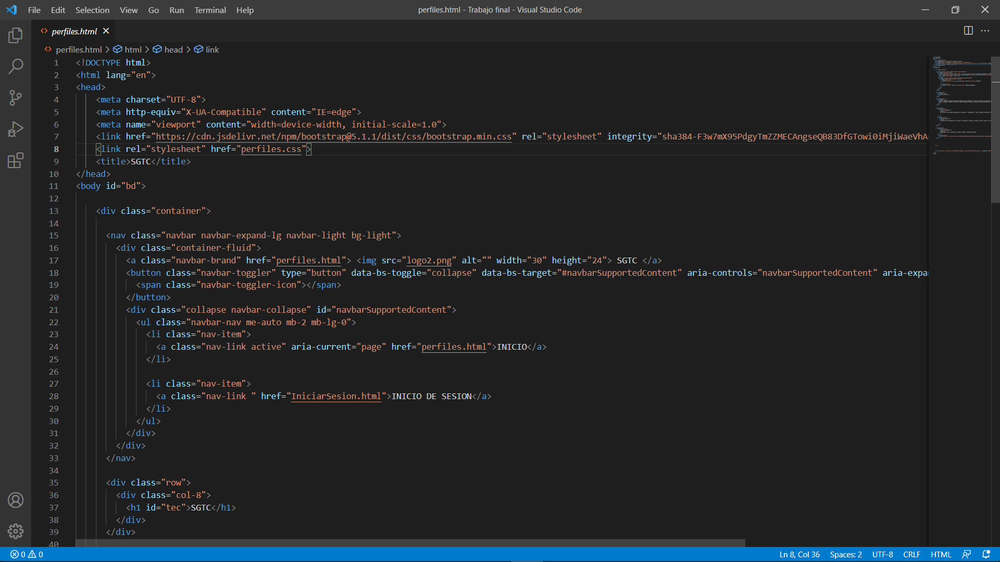 File Edit Selection View Go Run Terminal Help
perfiles.html - Trabajo final - Visual Studio Code
perfiles.html
perfiles.html > html > head > link
1 <!DOCTYPE html>
2 <html lang="en">
3 <head>
4 <meta charset="UTF-8">
5 <meta http-equiv="X-UA-Compatible" content="IE=edge">
6 <meta name="viewport" content="width=device-width, initial-scale=1.0">
7 <link href="https://cdn.jsdelivr.net/npm/bootstrap@5.1.1/dist/css/bootstrap.min.css" rel="stylesheet" integrity="sha384-F3w7mX95PdgyTmZZMECAngseQB83DfGTowi0iMjiWaeVhA
8 <link rel="stylesheet" href="perfiles.css">
9 <title>SGTC</title>
10 </head>
11 <body id="bd">
12
13 <div class="container">
14
15 <nav class="navbar navbar-expand-lg navbar-light bg-light">
16 <div class="container-fluid">
17 <a class="navbar-brand" href="perfiles.html"> <img src="logo2.png" alt="" width="30" height="24"> SGTC </a>
18 <button class="navbar-toggler" type="button" data-bs-toggle="collapse" data-bs-target="#navbarSupportedContent" aria-controls="navbarSupportedContent" aria-expa
19 <span class="navbar-toggler-icon"></span>
20 </button>
21 <div class="collapse navbar-collapse" id="navbarSupportedContent">
22 <ul class="navbar-nav me-auto mb-2 mb-lg-0">
23 <li class="nav-item">
24 <a class="nav-link active" aria-current="page" href="perfiles.html">INICIO</a>
25 </li>
26
27 <li class="nav-item">
28 <a class="nav-link " href="IniciarSesion.html">INICIO DE SESION</a>
29 </li>
30 </ul>
31 </div>
32 </div>
33 </nav>
34
35 <div class="row">
36 <div class="col-8">
37 <h1 id="tec">SGTC</h1>
38 </div>
39 </div>
40
0 0 Ln 8, Col 36 Spaces: 2 UTF-8 CRLF HTML